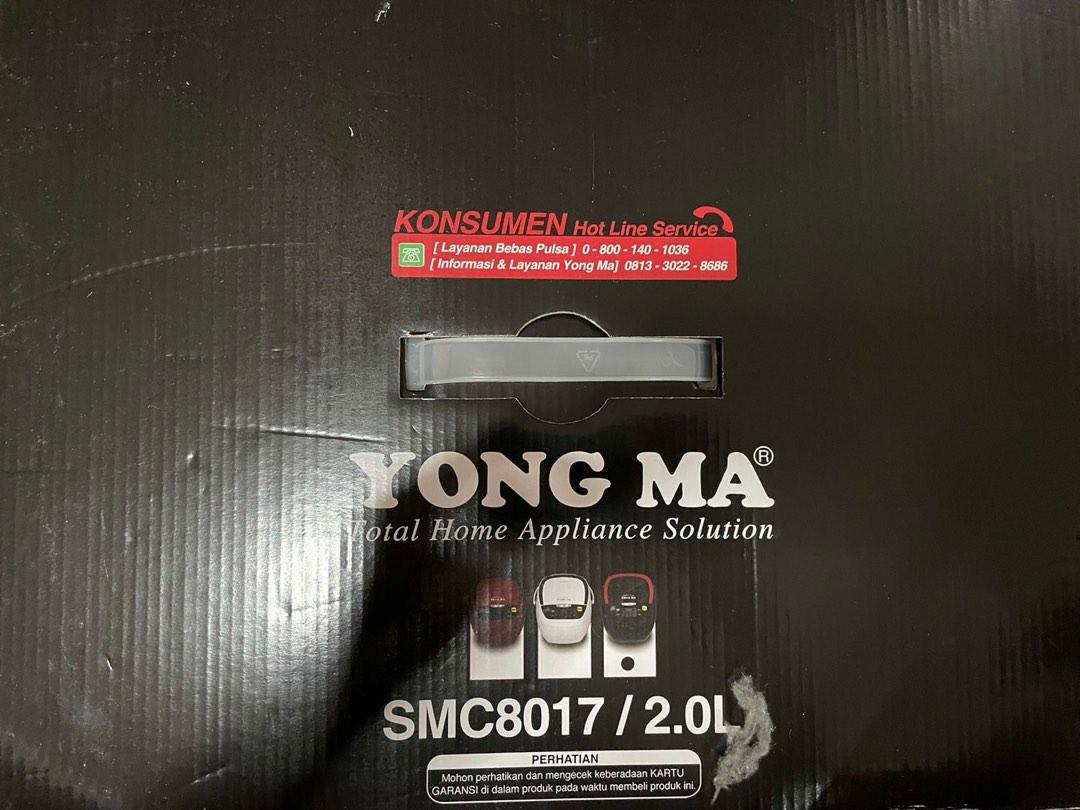 KONSUMEN Hot Line Service
[ Layanan Bebas Pulsa ] 0 - 800 - 140 - 1036
[ Informasi & Layanan Yong Ma] 0813 - 3022 - 8686
PE
YONG MA®
Total Home Appliance Solution
SMC8017 / 2.0L
PERHATIAN
Mohon perhatikan dan mengecek keberadaan KARTU
GARANSI di dalam produk pada waktu membeli produk ini.